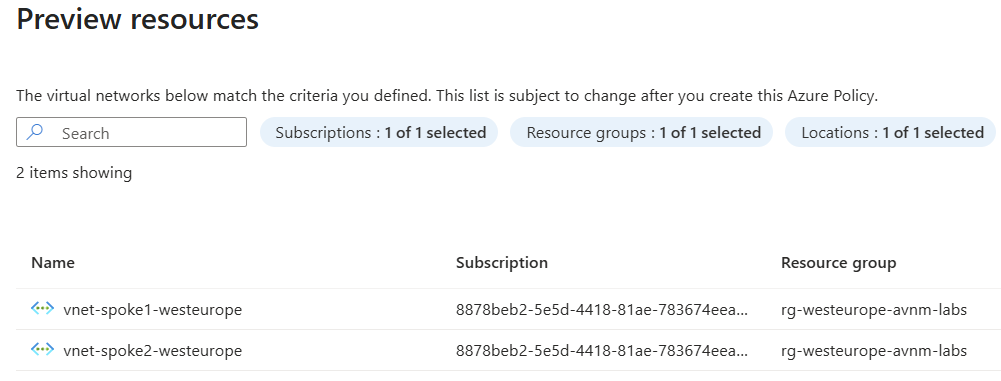 Preview resources
The virtual networks below match the criteria you defined. This list is subject to change after you create this Azure Policy.
Search Subscriptions : 1 of 1 selected Resource groups : 1 of 1 selected Locations : 1 of 1 selected
2 items showing
Name Subscription Resource group
vnet-spoke1-westeurope 8878beb2-5e5d-4418-81ae-783674eea... rg-westeurope-avnm-labs
vnet-spoke2-westeurope 8878beb2-5e5d-4418-81ae-783674eea... rg-westeurope-avnm-labs